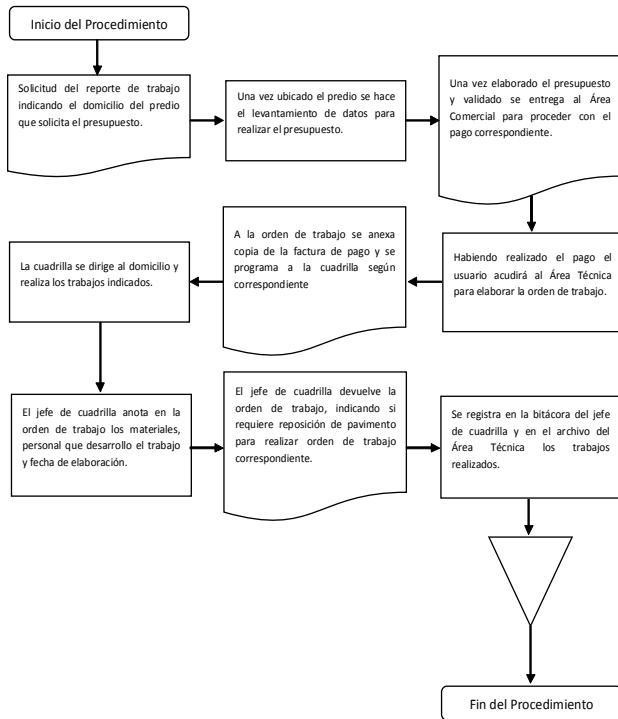 Inicio del Procedimiento
Solicitud del reporte de trabajo
indicando el domicilio del predio
que solicita el presupuesto.
Una vez ubicado el predio se hace
el levantamiento de datos para
realizar el presupuesto.
Una vez elaborado el presupuesto
y validado se entrega al Área
Comercial para proceder con el
pago correspondiente.
Habiendo realizado el pago el
usuario acudirá al Área Técnica
para elaborar la orden de trabajo.
A la orden de trabajo se anexa
copia de la factura de pago y se
programa a la cuadrilla según
correspondiente
La cuadrilla se dirige al domicilio y
realiza los trabajos indicados.
El jefe de cuadrilla anota en la
orden de trabajo los materiales,
personal que desarrollo el trabajo
y fecha de elaboración.
El jefe de cuadrilla devuelve la
orden de trabajo, indicando si
requiere reposición de pavimento
para realizar orden de trabajo
correspondiente.
Se registra en la bitácora del jefe
de cuadrilla y en el archivo del
Área Técnica los trabajos
realizados.
Fin del Procedimiento